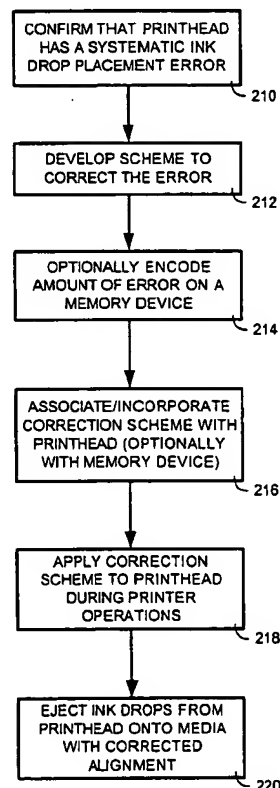 CONFIRM THAT PRINTHEAD
HAS A SYSTEMATIC INK
DROP PLACEMENT ERROR
210
DEVELOP SCHEME TO
CORRECT THE ERROR
212
OPTIONALLY ENCODE
AMOUNT OF ERROR ON A
MEMORY DEVICE
214
ASSOCIATE/INCORPORATE
CORRECTION SCHEME WITH
PRINTHEAD (OPTIONALLY
WITH MEMORY DEVICE)
216
APPLY CORRECTION
SCHEME TO PRINTHEAD
DURING PRINTER
OPERATIONS
218
EJECT INK DROPS FROM
PRINTHEAD ONTO MEDIA
WITH CORRECTED
ALIGNMENT
220